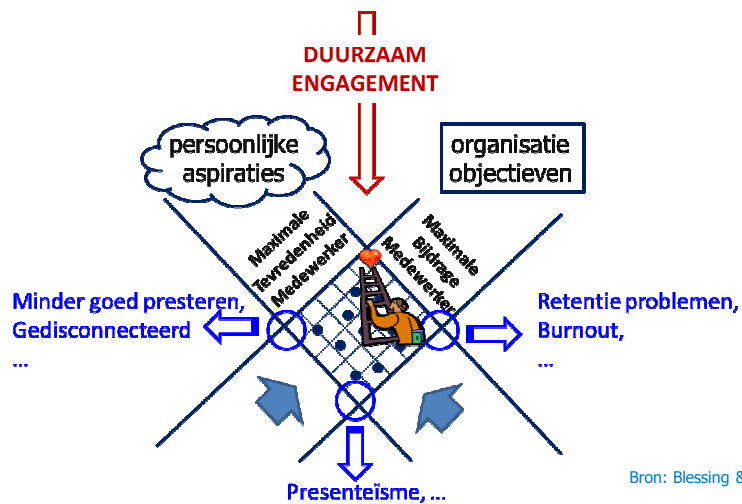 DUURZAAM
ENGAGEMENT
persoonlijke
aspiraties
organisatie
objectieven
Maximale
Tevredenheid
Medewerker
Maximale
Bijdrage
Medewerker
Minder goed presteren,
Gedisconnecteerd
...
Retentie problemen,
Burnout,
...
Presenteïsme, ...
Bron: Blessing &